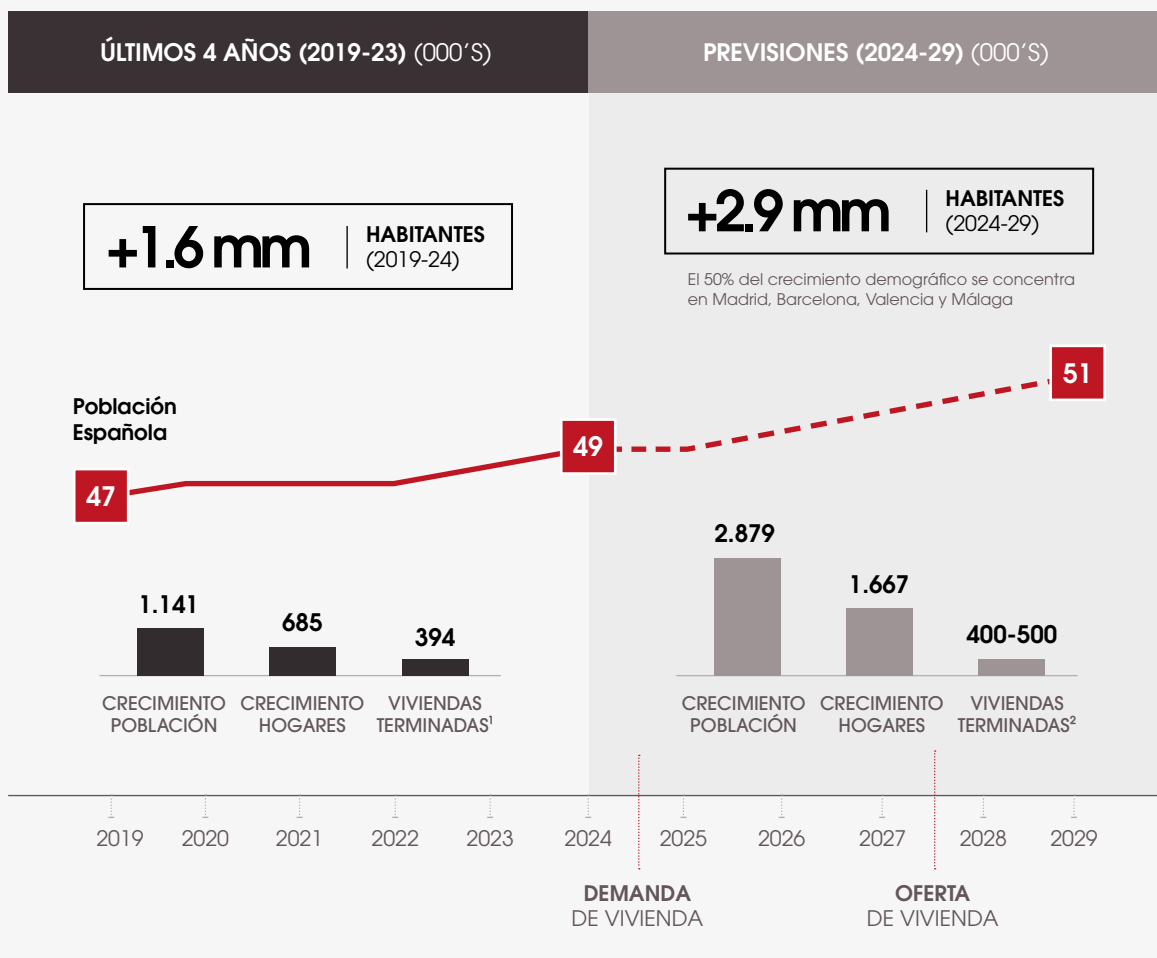 ÚLTIMOS 4 AÑOS (2019-23) (000´S)
PREVISIONES (2024-29) (000´S)
+1.6 mm
HABITANTES
(2019-24)
+2.9 mm
HABITANTES
(2024-29)
El 50% del crecimiento demográfico se concentra
en Madrid, Barcelona, Valencia y Málaga
Población
Española
47
49
51
1.141
685
394
CRECIMIENTO
POBLACIÓN
CRECIMIENTO
HOGARES
VIVIENDAS
TERMINADAS¹
2.879
1.667
400-500
CRECIMIENTO
POBLACIÓN
CRECIMIENTO
HOGARES
VIVIENDAS
TERMINADAS²
2019
2020
2021
2022
2023
2024
2025
2026
2027
2028
2029
DEMANDA
DE VIVIENDA
OFERTA
DE VIVIENDA